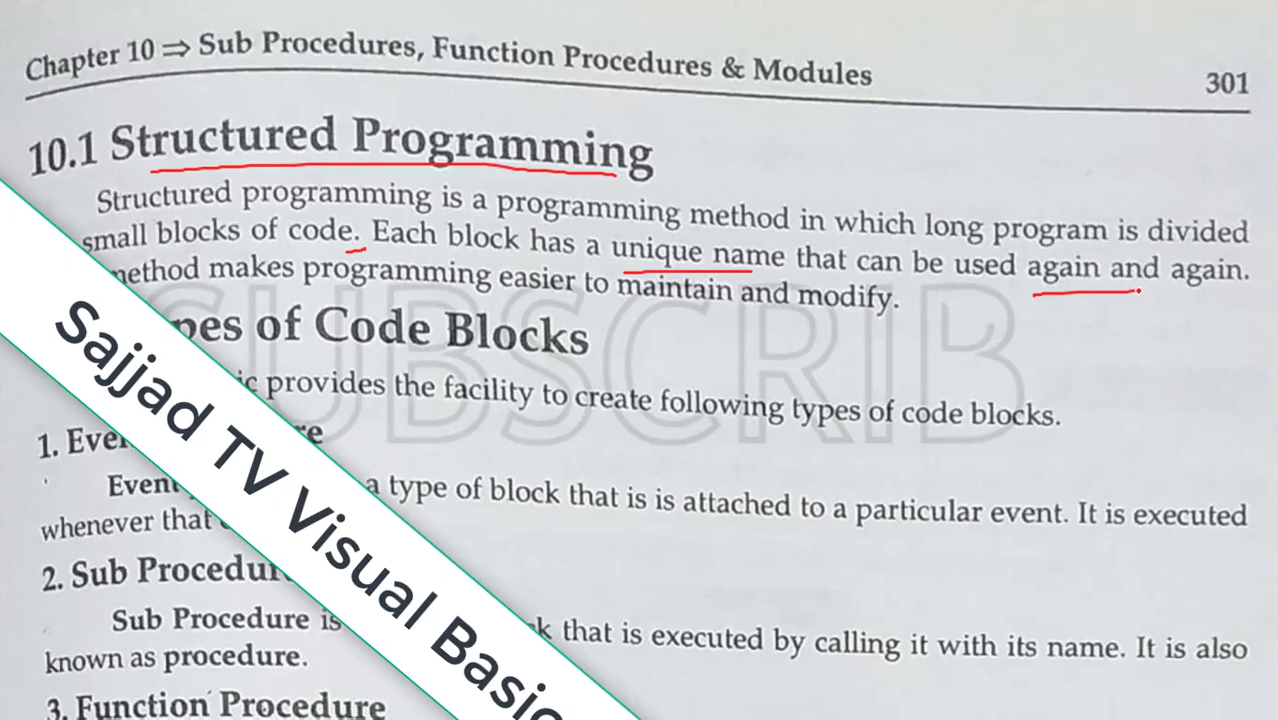 Chapter 10 ⇒ Sub Procedures, Function Procedures & Modules 301
10.1 Structured Programming
Structured programming is a programming method in which long program is divided
small blocks of code. Each block has a unique name that can be used again and again.
method makes programming easier to maintain and modify.
of Code Blocks
provides the facility to create following types of code blocks.
1.
Event a type of block that is is attached to a particular event. It is executed
whenever that
2. Sub Procedure
Sub Procedure is that is executed by calling it with its name. It is also
known as procedure.
3. Function Procedure
Sajjad TV Visual Basic
SUBSCRIB